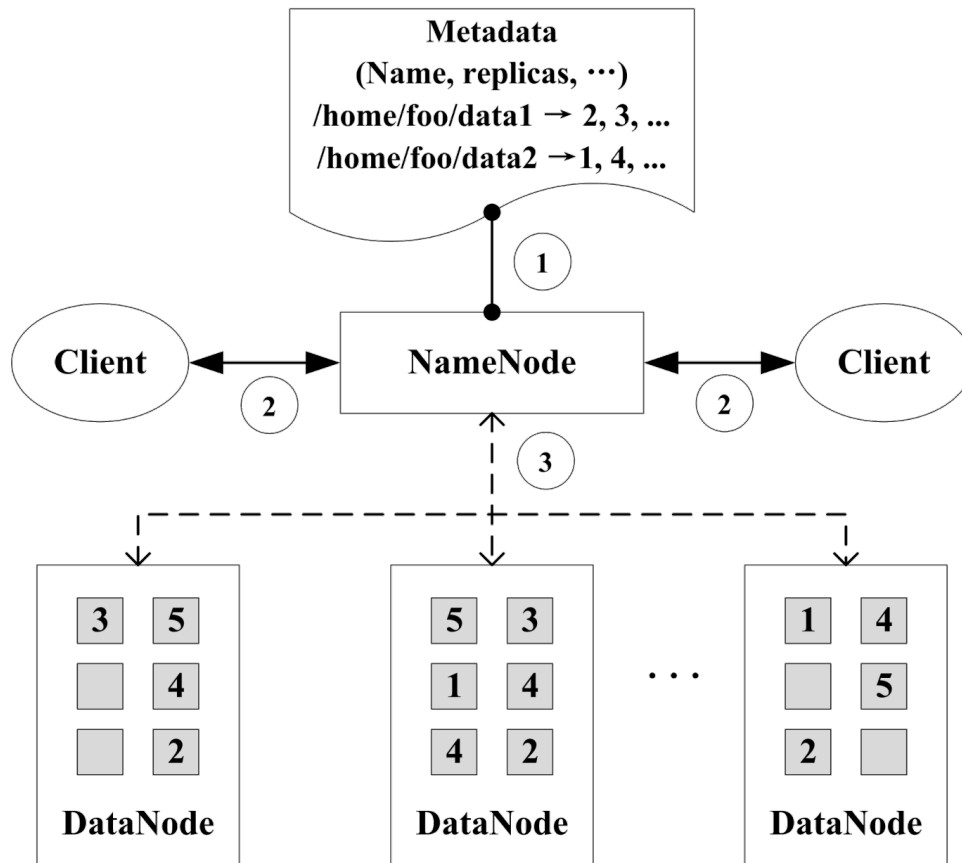 Metadata
(Name, replicas, ⋯)
/home/foo/data1 → 2, 3, ...
/home/foo/data2 →1, 4, ...
1
Client
NameNode
Client
2
2
3
3 5
5 3
1 4
4
1 4
· · ·
5
2
4 2
2
DataNode
DataNode
DataNode